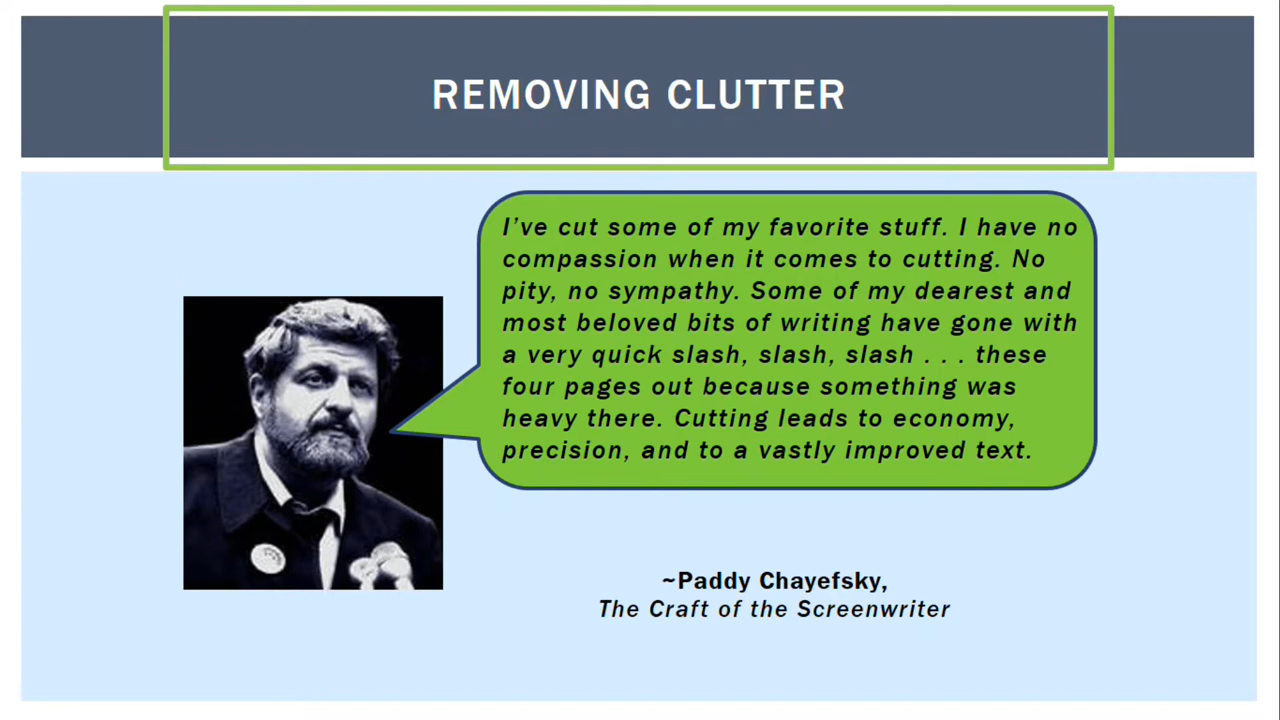 REMOVING CLUTTER
I’ve cut some of my favorite stuff. I have no
compassion when it comes to cutting. No
pity, no sympathy. Some of my dearest and
most beloved bits of writing have gone with
a very quick slash, slash, slash . . . these
four pages out because something was
heavy there. Cutting leads to economy,
precision, and to a vastly improved text.
~Paddy Chayefsky,
The Craft of the Screenwriter